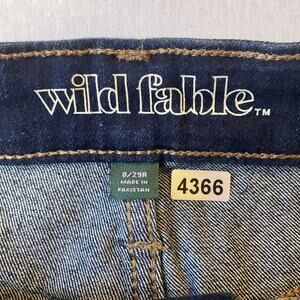 wild fable™
8/29R
MADE IN
PAKISTAN
4366